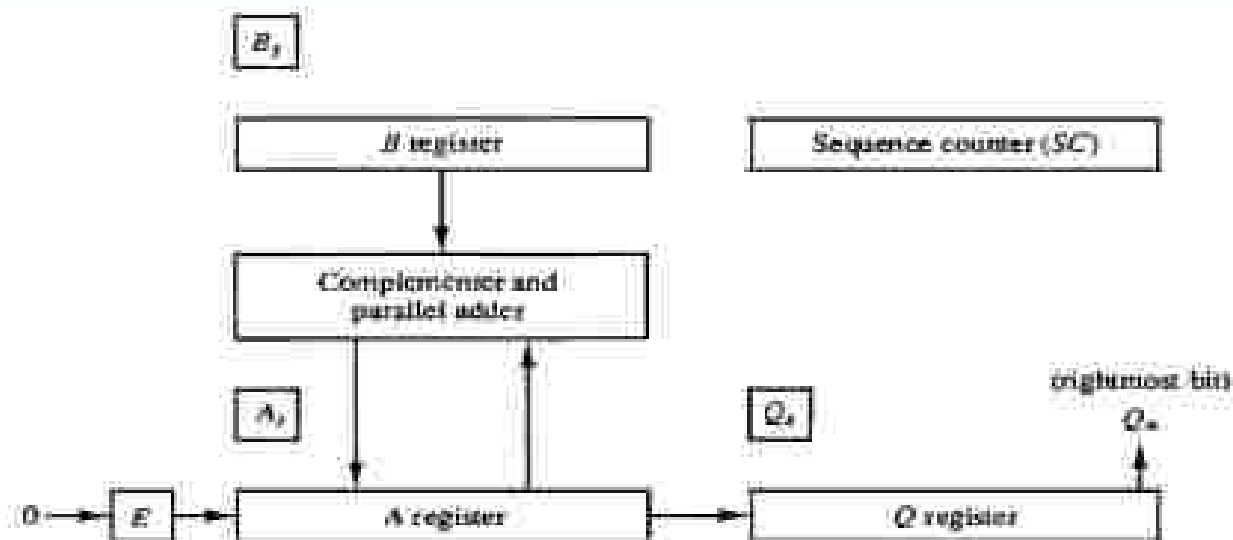 Bs
B register
Sequence counter (SC)
Complementer and
parallel adder
(rightmost bit)
As
Qs
Qn
0
E
A register
Q register